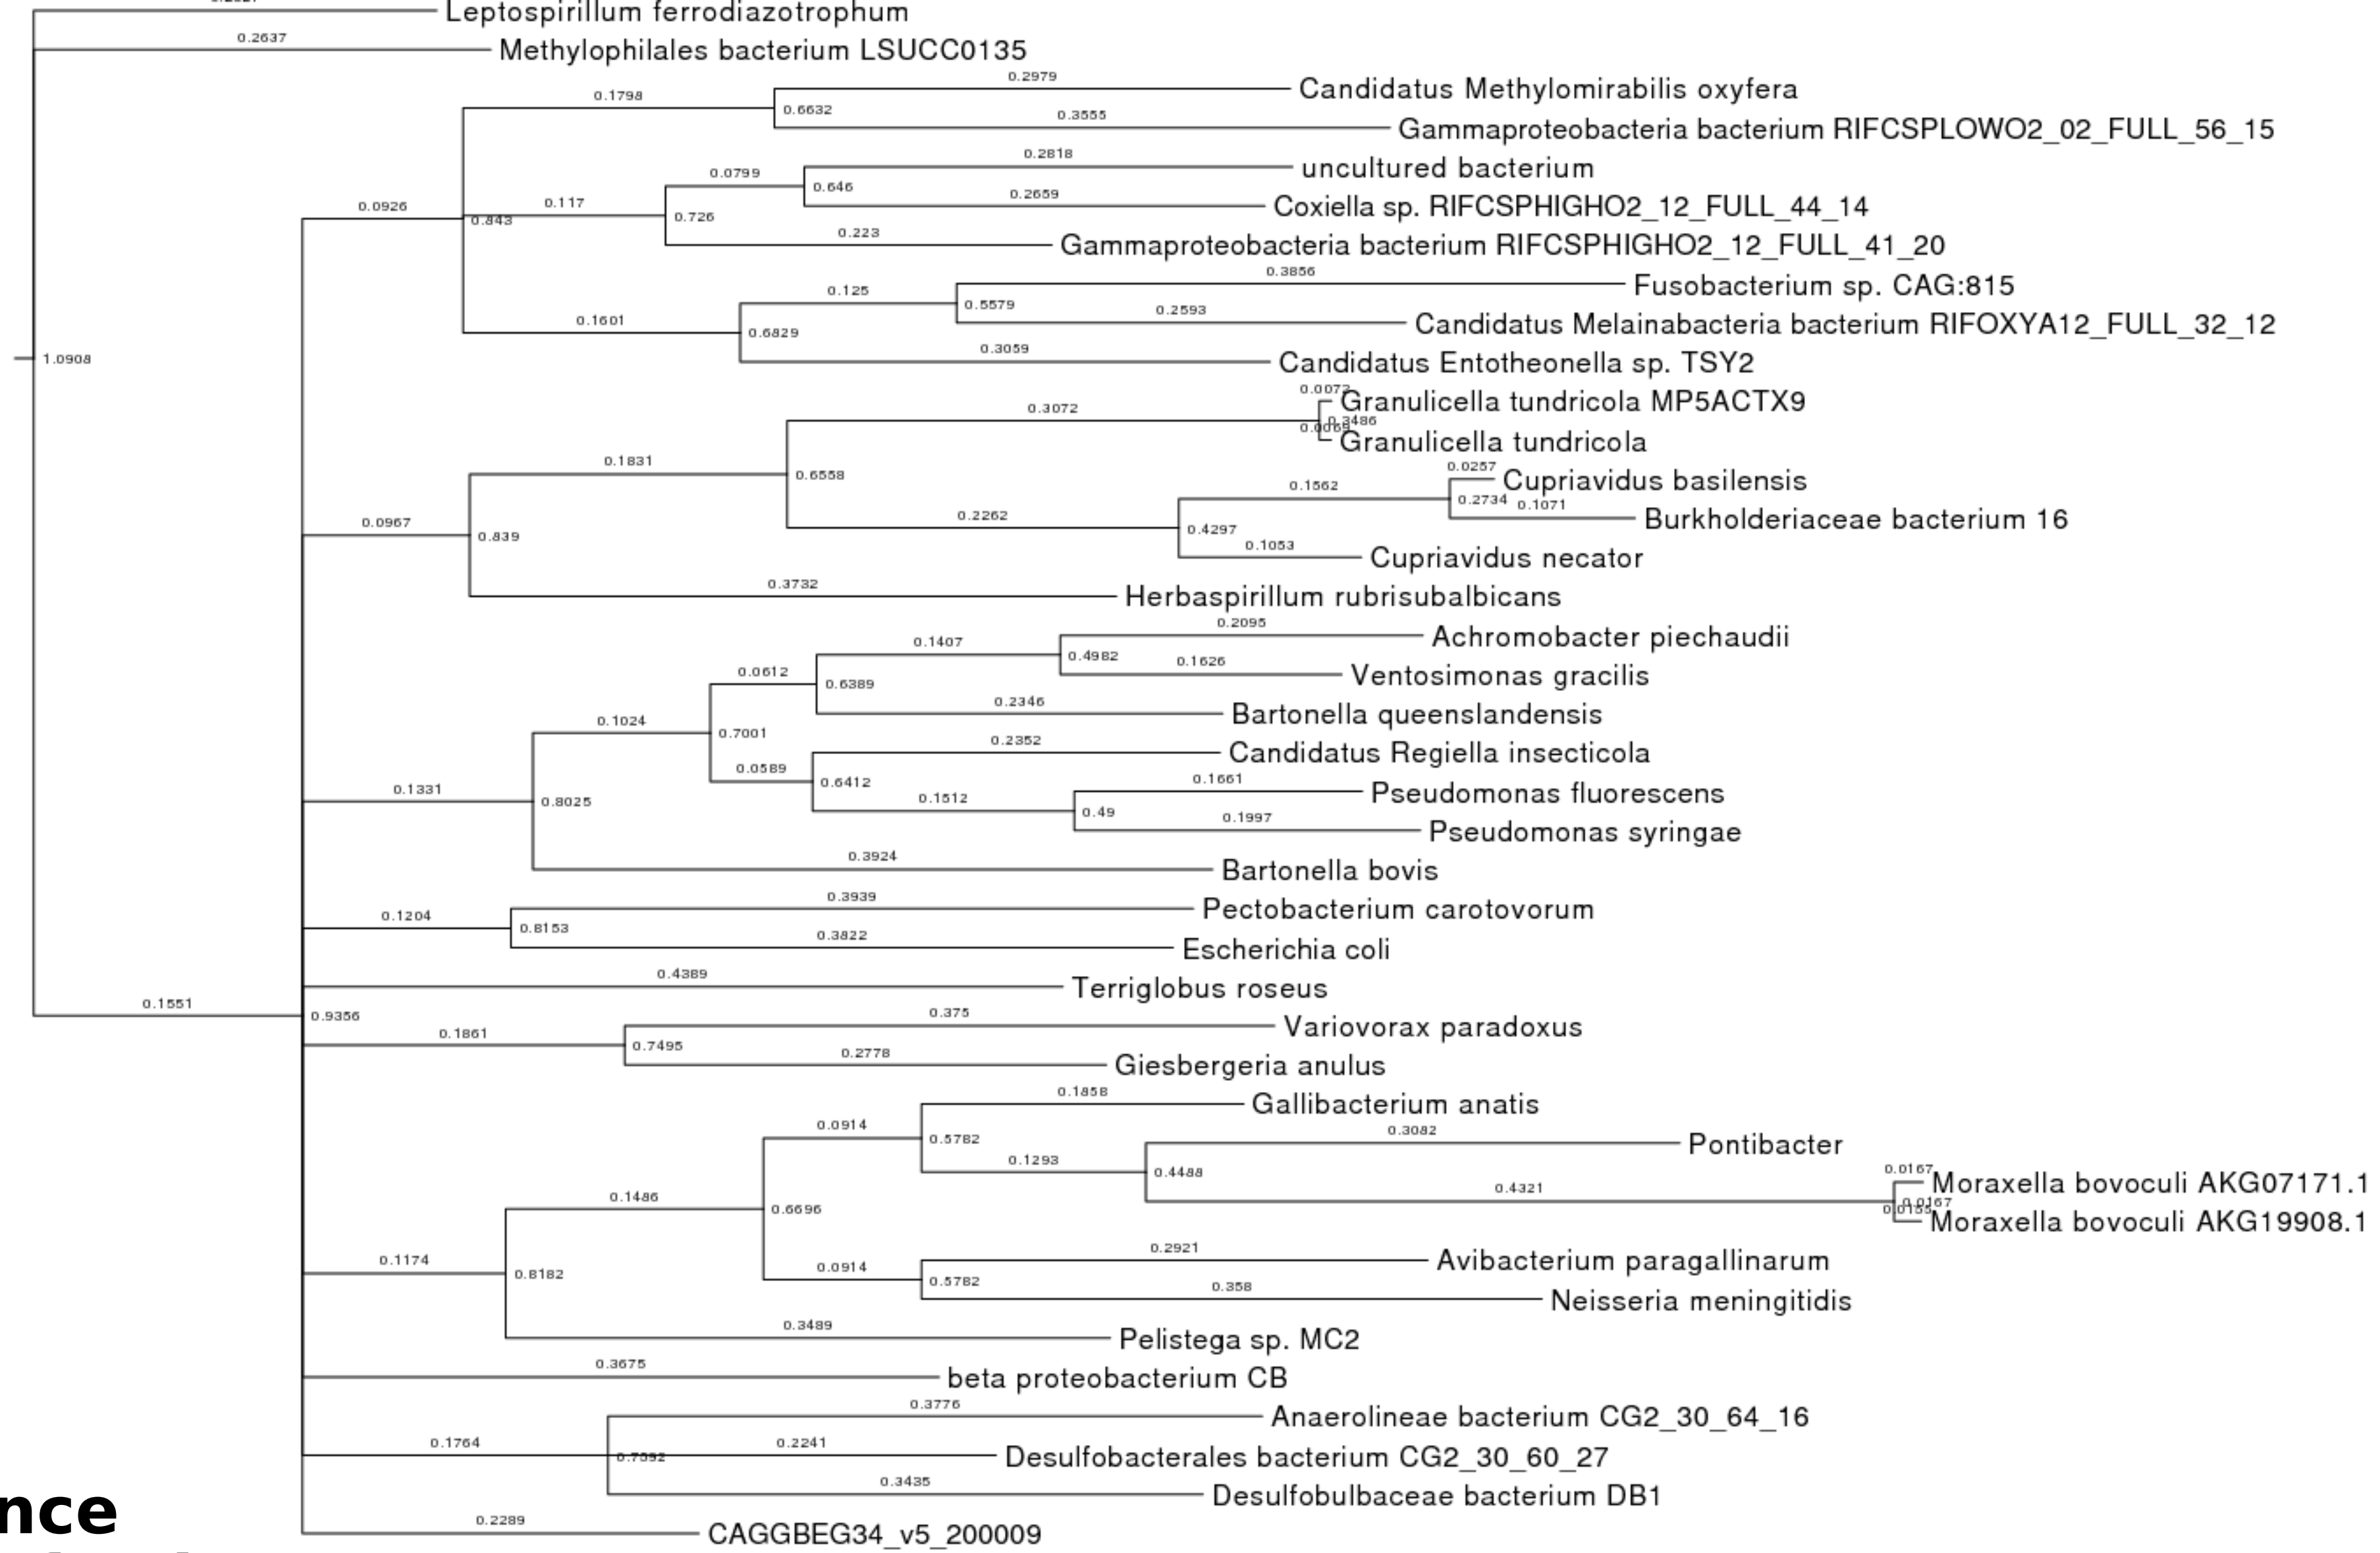 Leptospirillum ferrodiazotrophum
0.2637
Methylophilales bacterium LSUCC0135
0.2979
Candidatus Methylomirabilis oxyfera
0.1798
0.6632
0.3555
Gammaproteobacteria bacterium RIFCSPLOWO2_02_FULL_56_15
0.2818
uncultured bacterium
0.0799
0.646
0.2659
Coxiella sp. RIFCSPHIGHO2_12_FULL_44_14
0.0926
0.843
0.117
0.726
0.223
Gammaproteobacteria bacterium RIFCSPHIGHO2_12_FULL_41_20
0.3856
Fusobacterium sp. CAG:815
0.125
0.5579
0.2593
Candidatus Melainabacteria bacterium RIFOXYA12_FULL_32_12
0.1601
0.6829
0.3059
Candidatus Entotheonella sp. TSY2
1.0908
0.0072
Granulicella tundricola MP5ACTX9
0.3072
0.3486
Granulicella tundricola
0.1831
0.6558
0.0257
Cupriavidus basilensis
0.1562
0.2734
0.1071
Burkholderiaceae bacterium 16
0.2262
0.4297
0.1053
Cupriavidus necator
0.0967
0.839
0.3732
Herbaspirillum rubrisubalbicans
0.2095
Achromobacter piechaudii
0.1407
0.4982
0.1626
Ventosimonas gracilis
0.0612
0.6389
0.2346
Bartonella queenslandensis
0.1024
0.7001
0.2352
Candidatus Regiella insecticola
0.0589
0.6412
0.1661
Pseudomonas fluorescens
0.1512
0.49
0.1997
Pseudomonas syringae
0.1331
0.8025
0.3924
Bartonella bovis
0.3939
Pectobacterium carotovorum
0.1204
0.8153
0.3822
Escherichia coli
0.4389
Terriglobus roseus
0.1551
0.9356
0.375
Variovorax paradoxus
0.1861
0.7495
0.2778
Giesbergeria anulus
0.1858
Gallibacterium anatis
0.0914
0.5782
0.3082
Pontibacter
0.1293
0.4488
0.0167
Moraxella bovoculi AKG07171.1
0.4321
0.0167
Moraxella bovoculi AKG19908.1
0.1486
0.6696
0.2921
Avibacterium paragallinarum
0.0914
0.5782
0.358
Neisseria meningitidis
0.1174
0.8182
0.3489
Pelistega sp. MC2
0.3675
beta proteobacterium CB
0.3776
Anaerolineae bacterium CG2_30_64_16
0.1764
0.7592
0.2241
Desulfobacterales bacterium CG2_30_60_27
0.3435
Desulfobulbaceae bacterium DB1
0.2289
CAGGBEG34_v5_200009
nce